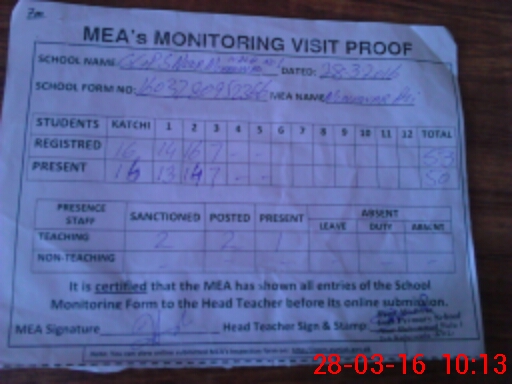 MEA's MONITORING VISIT PROOF
SCHOOL NAME DATED: 28.3.2016
SCHOOL FORM NO: MEA NAME
STUDENTS KATCHI 1 2 3 4 5 6 7 8 9 10 11 12 TOTAL
REGISTRED 16 14 16 7 - - 53
PRESENT 16 13 14 7 - - 50
PRESENCE STAFF SANCTIONED POSTED PRESENT ABSENT
LEAVE DUTY ABSENT
TEACHING 2 2 1 - - -
NON-TEACHING - - - - - -
It is certified that the MEA has shown all entries of the School
Monitoring Form to the Head Teacher before its online submission.
MEA Signature Head Teacher Sign & Stamp
28-03-16 10:13